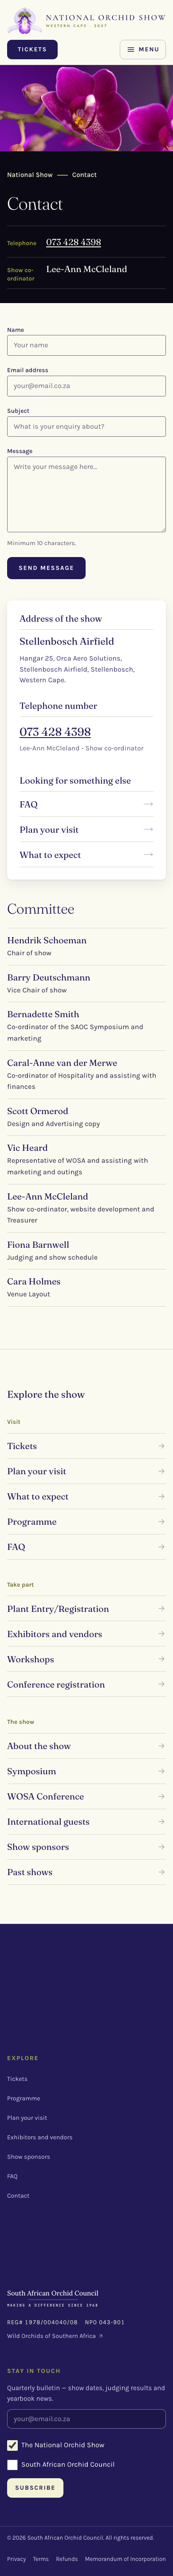 NATIONAL ORCHID SHOW
WESTERN CAPE · 2027
TICKETS
MENU
National Show — Contact
Contact
Telephone 073 428 4398
Show co-ordinator Lee-Ann McCleland
Name
Your name
Email address
your@email.co.za
Subject
What is your enquiry about?
Message
Write your message here...
Minimum 10 characters.
SEND MESSAGE
Address of the show
Stellenbosch Airfield
Hangar 25, Orca Aero Solutions,
Stellenbosch Airfield, Stellenbosch,
Western Cape.
Telephone number
073 428 4398
Lee-Ann McCleland - Show co-ordinator
Looking for something else
FAQ
Plan your visit
What to expect
Committee
Hendrik Schoeman
Chair of show
Barry Deutschmann
Vice Chair of show
Bernadette Smith
Co-ordinator of the SAOC Symposium and
marketing
Caral-Anne van der Merwe
Co-ordinator of Hospitality and assisting with
finances
Scott Ormerod
Design and Advertising copy
Vic Heard
Representative of WOSA and assisting with
marketing and outings
Lee-Ann McCleland
Show co-ordinator, website development and
Treasurer
Fiona Barnwell
Judging and show schedule
Cara Holmes
Venue Layout
Explore the show
Visit
Tickets
Plan your visit
What to expect
Programme
FAQ
Take part
Plant Entry/Registration
Exhibitors and vendors
Workshops
Conference registration
The show
About the show
Symposium
WOSA Conference
International guests
Show sponsors
Past shows
EXPLORE
Tickets
Programme
Plan your visit
Exhibitors and vendors
Show sponsors
FAQ
Contact
South African Orchid Council
MAKING A DIFFERENCE SINCE 1968
REG# 1978/004040/08 NPO 043-901
Wild Orchids of Southern Africa ↗
STAY IN TOUCH
Quarterly bulletin — show dates, judging results and
yearbook news.
your@email.co.za
The National Orchid Show
South African Orchid Council
SUBSCRIBE
© 2026 South African Orchid Council. All rights reserved.
Privacy Terms Refunds Memorandum of Incorporation